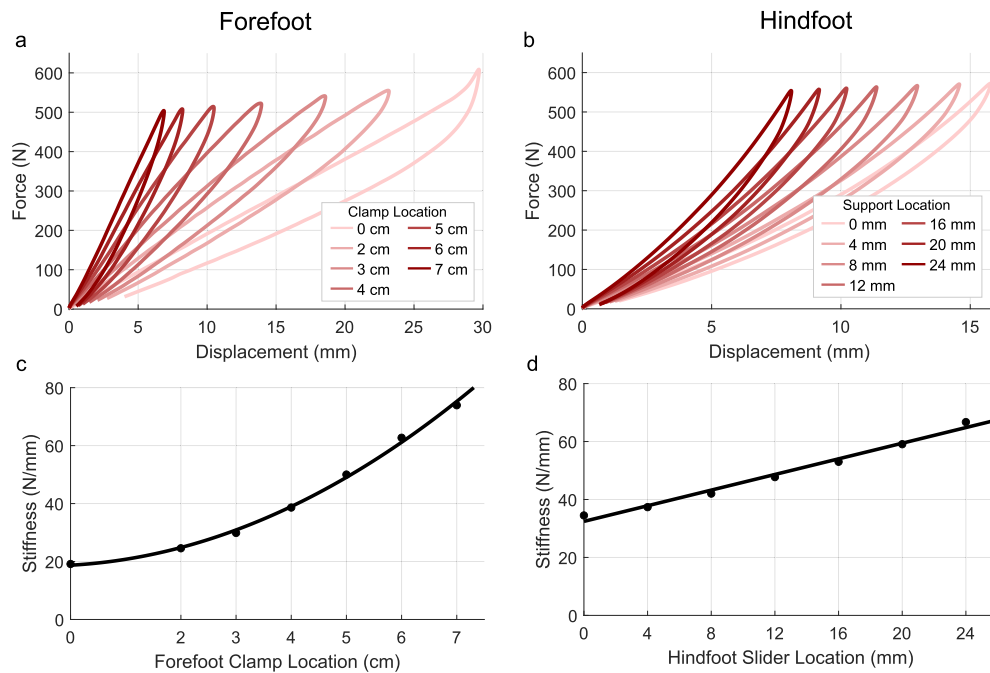 Forefoot
Hindfoot
a
Force (N)
600
500
400
300
200
100
0
0 5 10 15 20 25 30
Displacement (mm)
Clamp Location
0 cm 5 cm
2 cm 6 cm
3 cm 7 cm
4 cm
b
Force (N)
600
500
400
300
200
100
0
0 5 10 15
Displacement (mm)
Support Location
0 mm 16 mm
4 mm 20 mm
8 mm 24 mm
12 mm
c
Stiffness (N/mm)
80
60
40
20
0
0 2 3 4 5 6 7
Forefoot Clamp Location (cm)
d
Stiffness (N/mm)
80
60
40
20
0
0 4 8 12 16 20 24
Hindfoot Slider Location (mm)